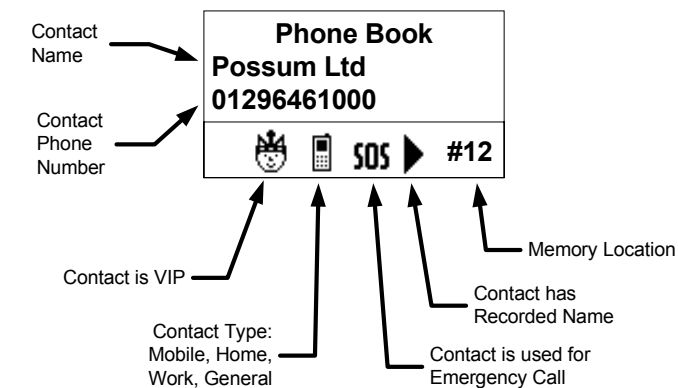 Contact
Name
Phone Book
Possum Ltd
01296461000
Contact
Phone
Number
SOS
#12
Memory Location
Contact is VIP
Contact has
Recorded Name
Contact Type:
Mobile, Home,
Work, General
Contact is used for
Emergency Call